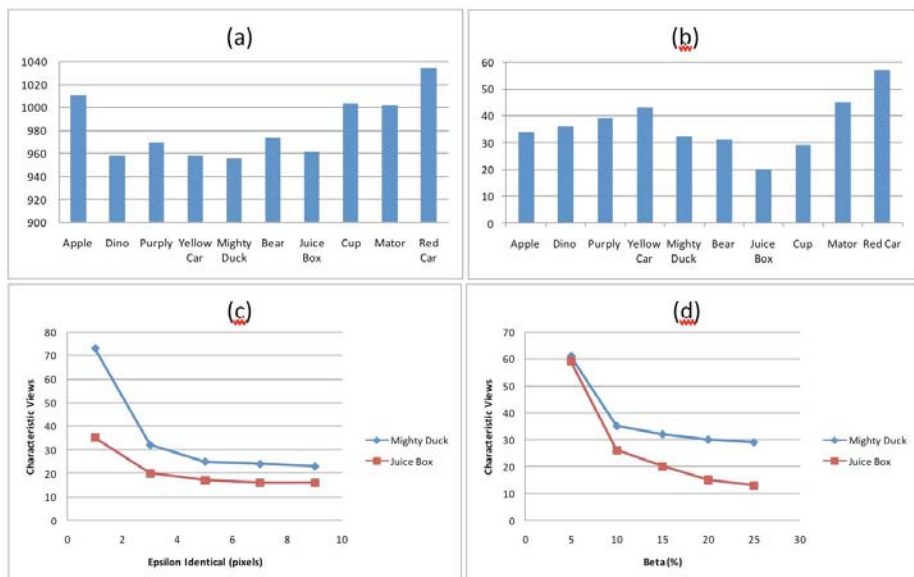 (a)
1040
1020
1000
980
960
940
920
900
Apple Dino Purply Yellow Car Mighty Duck Bear Juice Box Cup Mator Red Car
(b)
60
50
40
30
20
10
0
Apple Dino Purply Yellow Car Mighty Duck Bear Juice Box Cup Mator Red Car
(c)
Characteristic Views
80
70
60
50
40
30
20
10
0
0 2 4 6 8 10
Epsilon Identical (pixels)
Mighty Duck
Juice Box
(d)
Characteristic Views
70
60
50
40
30
20
10
0
0 5 10 15 20 25 30
Beta (%)
Mighty Duck
Juice Box